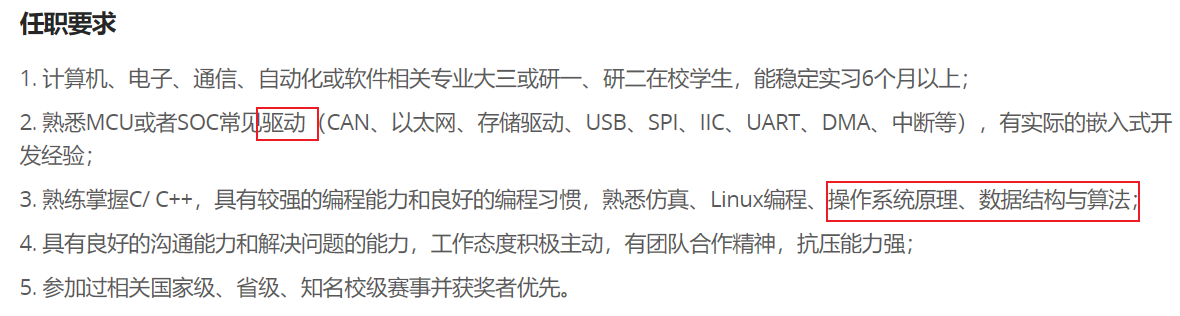 任职要求
1. 计算机、电子、通信、自动化或软件相关专业大三或研一、研二在校学生，能稳定实习6个月以上；
2. 熟悉MCU或者SOC常见驱动（CAN、以太网、存储驱动、USB、SPI、IIC、UART、DMA、中断等），有实际的嵌入式开
发经验；
3. 熟练掌握C/ C++，具有较强的编程能力和良好的编程习惯，熟悉仿真、Linux编程、操作系统原理、数据结构与算法；
4. 具有良好的沟通能力和解决问题的能力，工作态度积极主动，有团队合作精神，抗压能力强；
5. 参加过相关国家级、省级、知名校级赛事并获奖者优先。